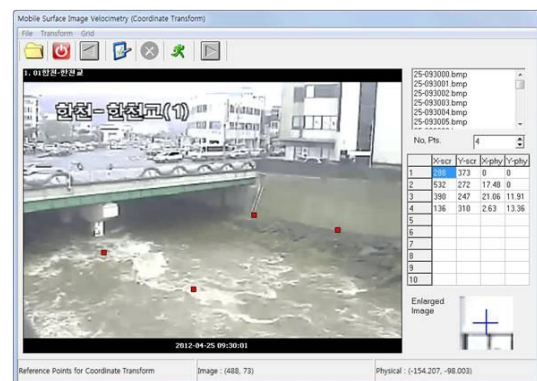 Mobile Surface Image Velocimetry (Coordinate Transform)
File Transform Grid
1. 01한천-한천교
한천-한천교(1)
2012-04-25 09:30:01
25-093000.bmp
25-093001.bmp
25-093002.bmp
25-093003.bmp
25-093004.bmp
25-093005.bmp
No, Pts. 4
X-scr Y-scr X-phy Y-phy
1 288 373 0 0
2 532 272 17.48 0
3 390 247 21.06 11.91
4 136 310 2.63 13.36
5
6
7
8
9
10
Enlarged
Image
Reference Points for Coordinate Transform Image : (488, 73) Physical : (-154.207, -98.003)